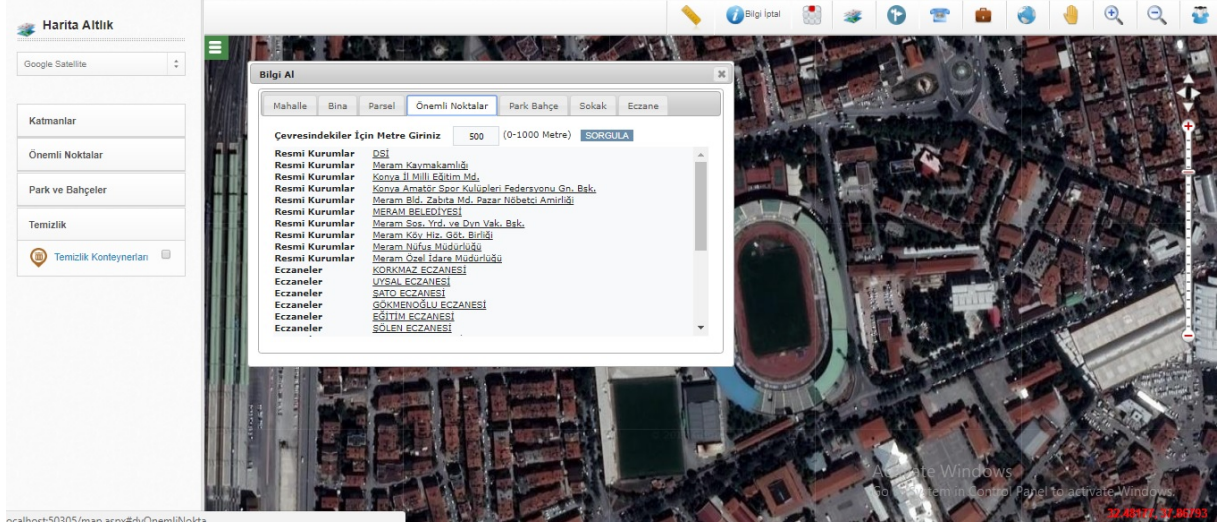 Harita Altlık
Google Satellite
Katmanlar
Önemli Noktalar
Park ve Bahçeler
Temizlik
Temizlik Konteynerları
Bilgi İptal
Bilgi Al
Mahalle Bina Parsel Önemli Noktalar Park Bahçe Sokak Eczane
Çevresindekiler İçin Metre Giriniz 500 (0-1000 Metre) SORGULA
Resmi Kurumlar DSİ
Resmi Kurumlar Meram Kaymakamlığı
Resmi Kurumlar Konya İl Milli Eğitim Md.
Resmi Kurumlar Konya Amatör Spor Kulüpleri Federsyonu Gn. Bşk.
Resmi Kurumlar Meram Bld. Zabıta Md. Pazar Nöbetçi Amirliği
Resmi Kurumlar MERAM BELEDİYESİ
Resmi Kurumlar Meram Sos. Yrd. ve Dyn Vak. Bşk.
Resmi Kurumlar Meram Köy Hiz. Göt. Birliği
Resmi Kurumlar Meram Nüfus Müdürlüğü
Resmi Kurumlar Meram Özel İdare Müdürlüğü
Eczaneler KORKMAZ ECZANESİ
Eczaneler UYSAL ECZANESİ
Eczaneler ŞATO ECZANESİ
Eczaneler GÖKMENOĞLU ECZANESİ
Eczaneler EĞİTİM ECZANESİ
Eczaneler ŞÖLEN ECZANESİ
Activate Windows
Go to System in Control Panel to activate Windows.
ocalhost:50305/map.aspx#dvOnemliNokta